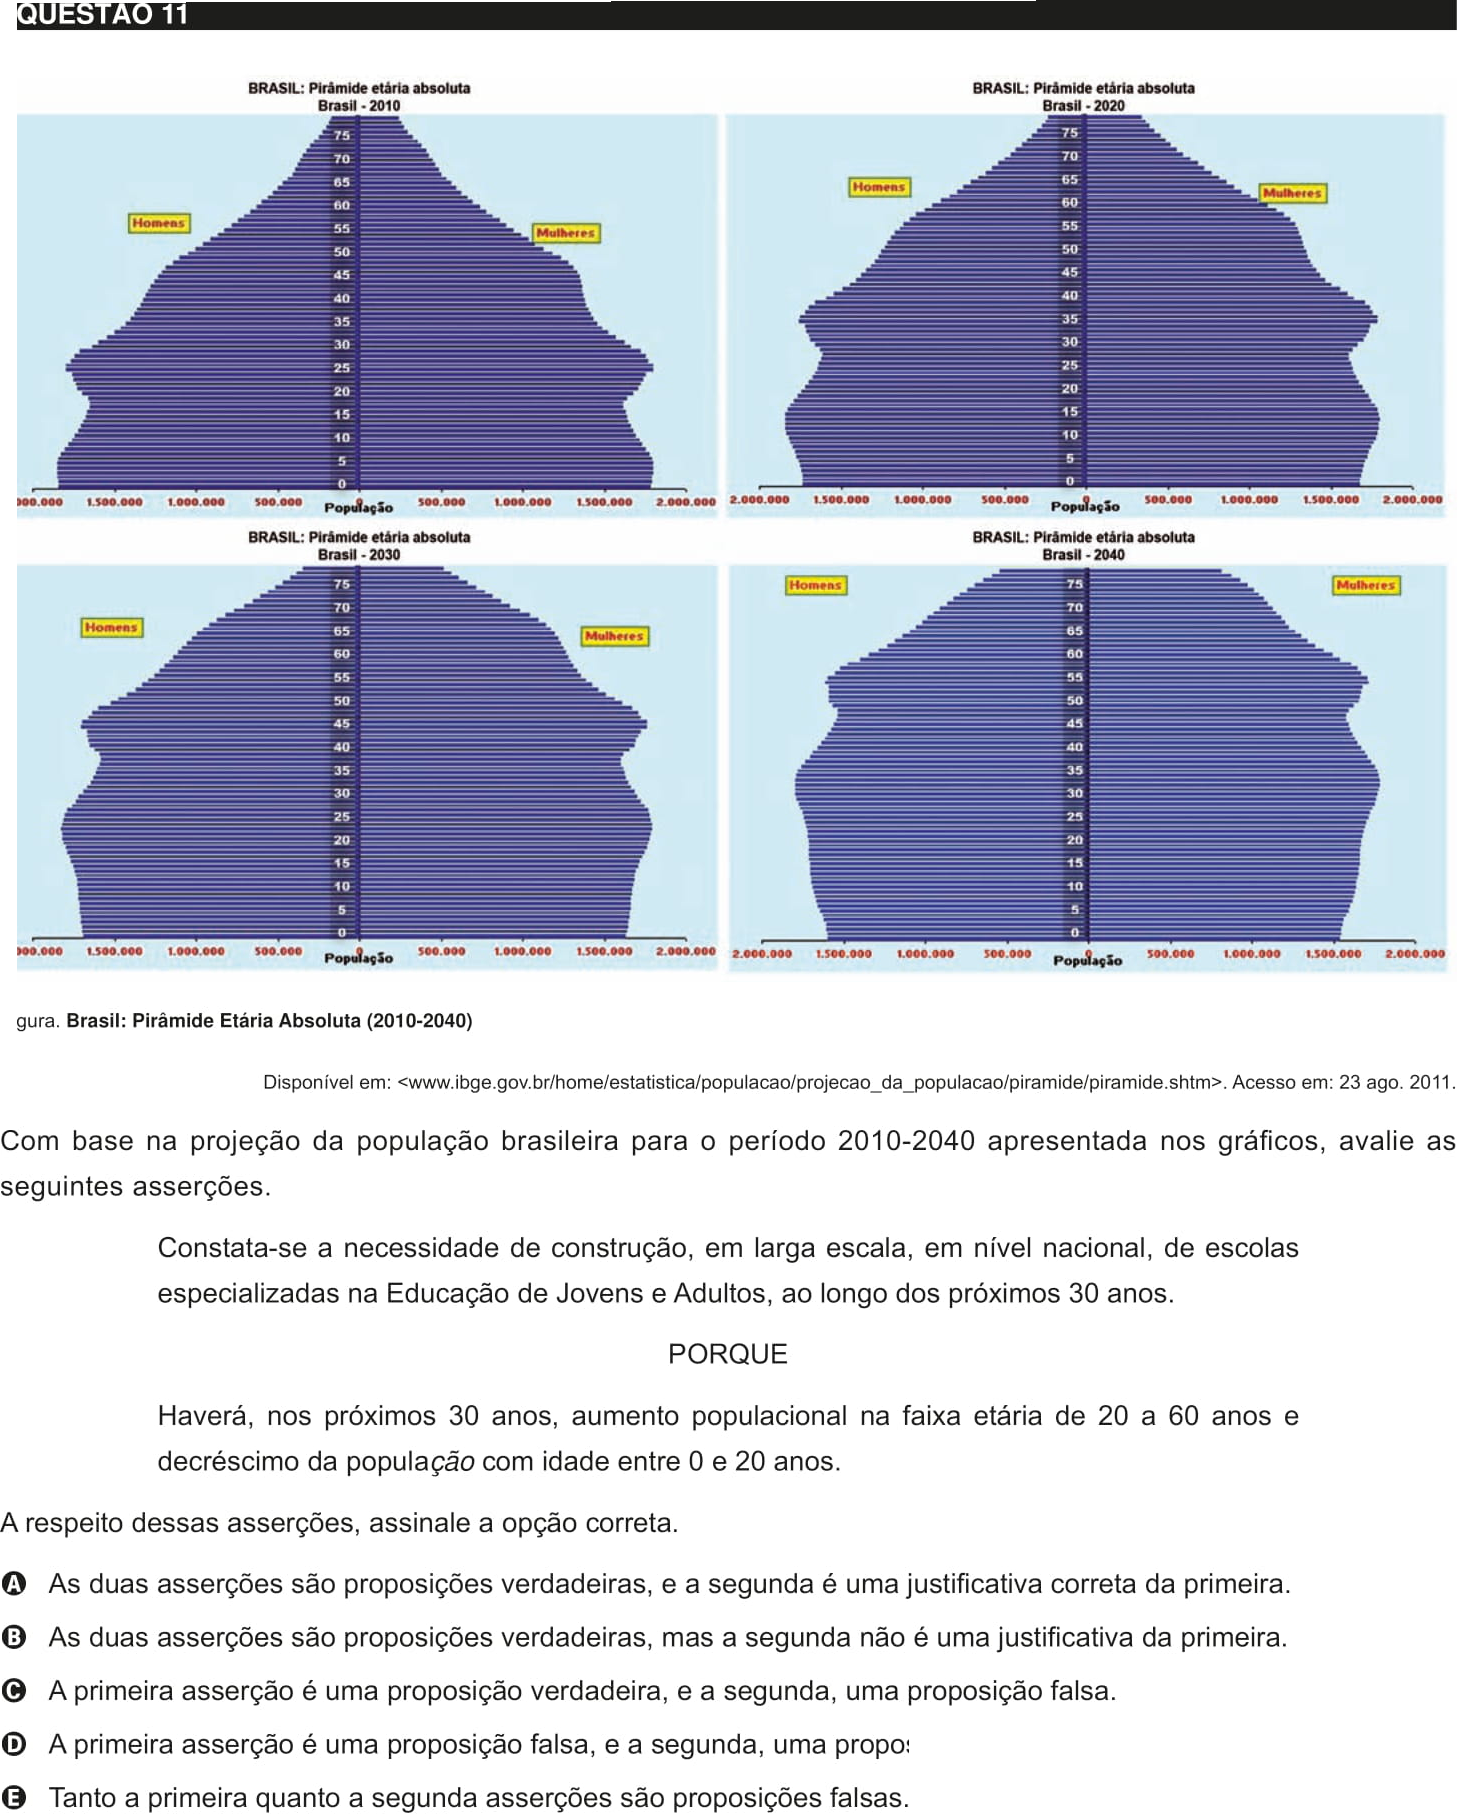 QUESTÃO 11
BRASIL: Pirâmide etária absoluta
Brasil - 2010
75
70
65
60
55
50
45
40
35
30
25
20
15
10
5
0
Homens
Mulheres
000.000 1.500.000 1.000.000 500.000 0 500.000 1.000.000 1.500.000 2.000.000
População
BRASIL: Pirâmide etária absoluta
Brasil - 2020
75
70
65
60
55
50
45
40
35
30
25
20
15
10
5
0
Homens
Mulheres
2.000.000 1.500.000 1.000.000 500.000 0 500.000 1.000.000 1.500.000 2.000.000
População
BRASIL: Pirâmide etária absoluta
Brasil - 2030
75
70
65
60
55
50
45
40
35
30
25
20
15
10
5
0
Homens
Mulheres
000.000 1.500.000 1.000.000 500.000 0 500.000 1.000.000 1.500.000 2.000.000
População
BRASIL: Pirâmide etária absoluta
Brasil - 2040
Homens
Mulheres
75
70
65
60
55
50
45
40
35
30
25
20
15
10
5
0
2.000.000 1.500.000 1.000.000 500.000 0 500.000 1.000.000 1.500.000 2.000.000
População
gura. Brasil: Pirâmide Etária Absoluta (2010-2040)
Disponível em: <www.ibge.gov.br/home/estatistica/populacao/projecao_da_populacao/piramide/piramide.shtm>. Acesso em: 23 ago. 2011.
Com base na projeção da população brasileira para o período 2010-2040 apresentada nos gráficos, avalie as
seguintes asserções.
Constata-se a necessidade de construção, em larga escala, em nível nacional, de escolas
especializadas na Educação de Jovens e Adultos, ao longo dos próximos 30 anos.
PORQUE
Haverá, nos próximos 30 anos, aumento populacional na faixa etária de 20 a 60 anos e
decréscimo da população com idade entre 0 e 20 anos.
A respeito dessas asserções, assinale a opção correta.
A As duas asserções são proposições verdadeiras, e a segunda é uma justificativa correta da primeira.
B As duas asserções são proposições verdadeiras, mas a segunda não é uma justificativa da primeira.
C A primeira asserção é uma proposição verdadeira, e a segunda, uma proposição falsa.
D A primeira asserção é uma proposição falsa, e a segunda, uma propo
E Tanto a primeira quanto a segunda asserções são proposições falsas.